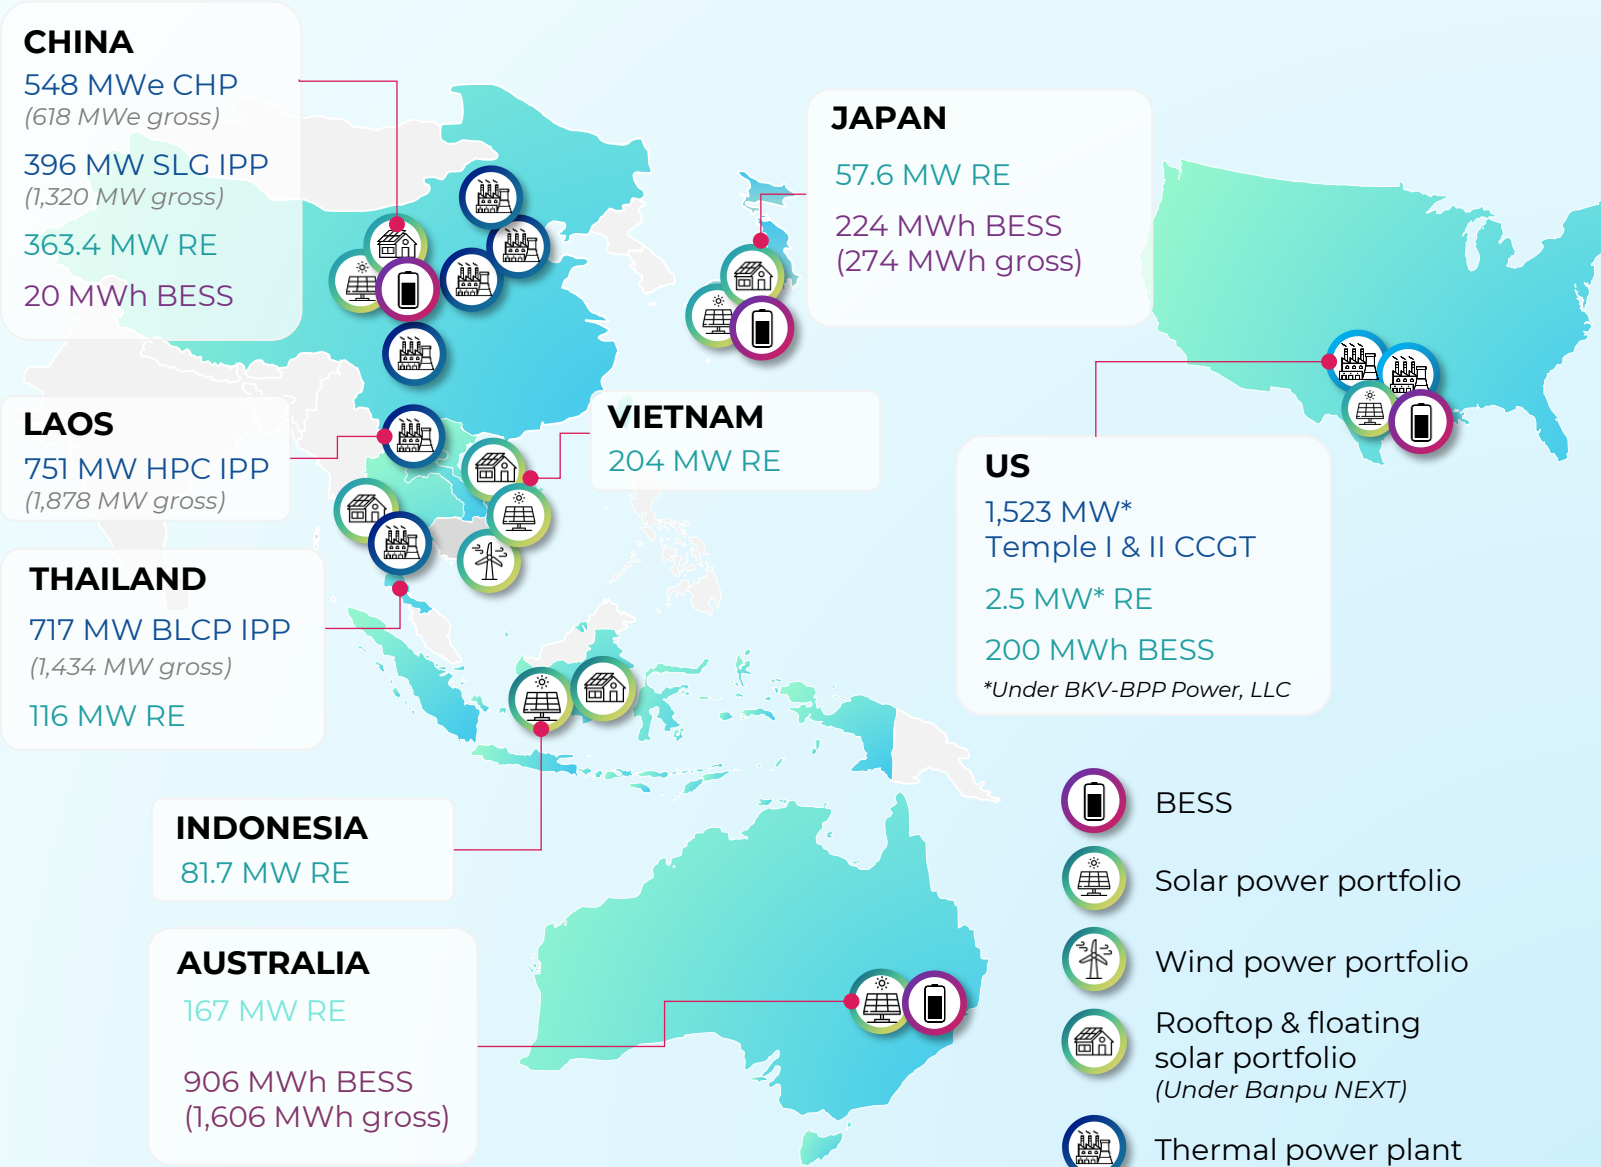 CHINA
548 MWe CHP
(618 MWe gross)
396 MW SLG IPP
(1,320 MW gross)
363.4 MW RE
20 MWh BESS
JAPAN
57.6 MW RE
224 MWh BESS
(274 MWh gross)
LAOS
751 MW HPC IPP
(1,878 MW gross)
VIETNAM
204 MW RE
THAILAND
717 MW BLCP IPP
(1,434 MW gross)
116 MW RE
US
1,523 MW*
Temple I & II CCGT
2.5 MW* RE
200 MWh BESS
*Under BKV-BPP Power, LLC
INDONESIA
81.7 MW RE
AUSTRALIA
167 MW RE
906 MWh BESS
(1,606 MWh gross)
BESS
Solar power portfolio
Wind power portfolio
Rooftop & floating
solar portfolio
(Under Banpu NEXT)
Thermal power plant